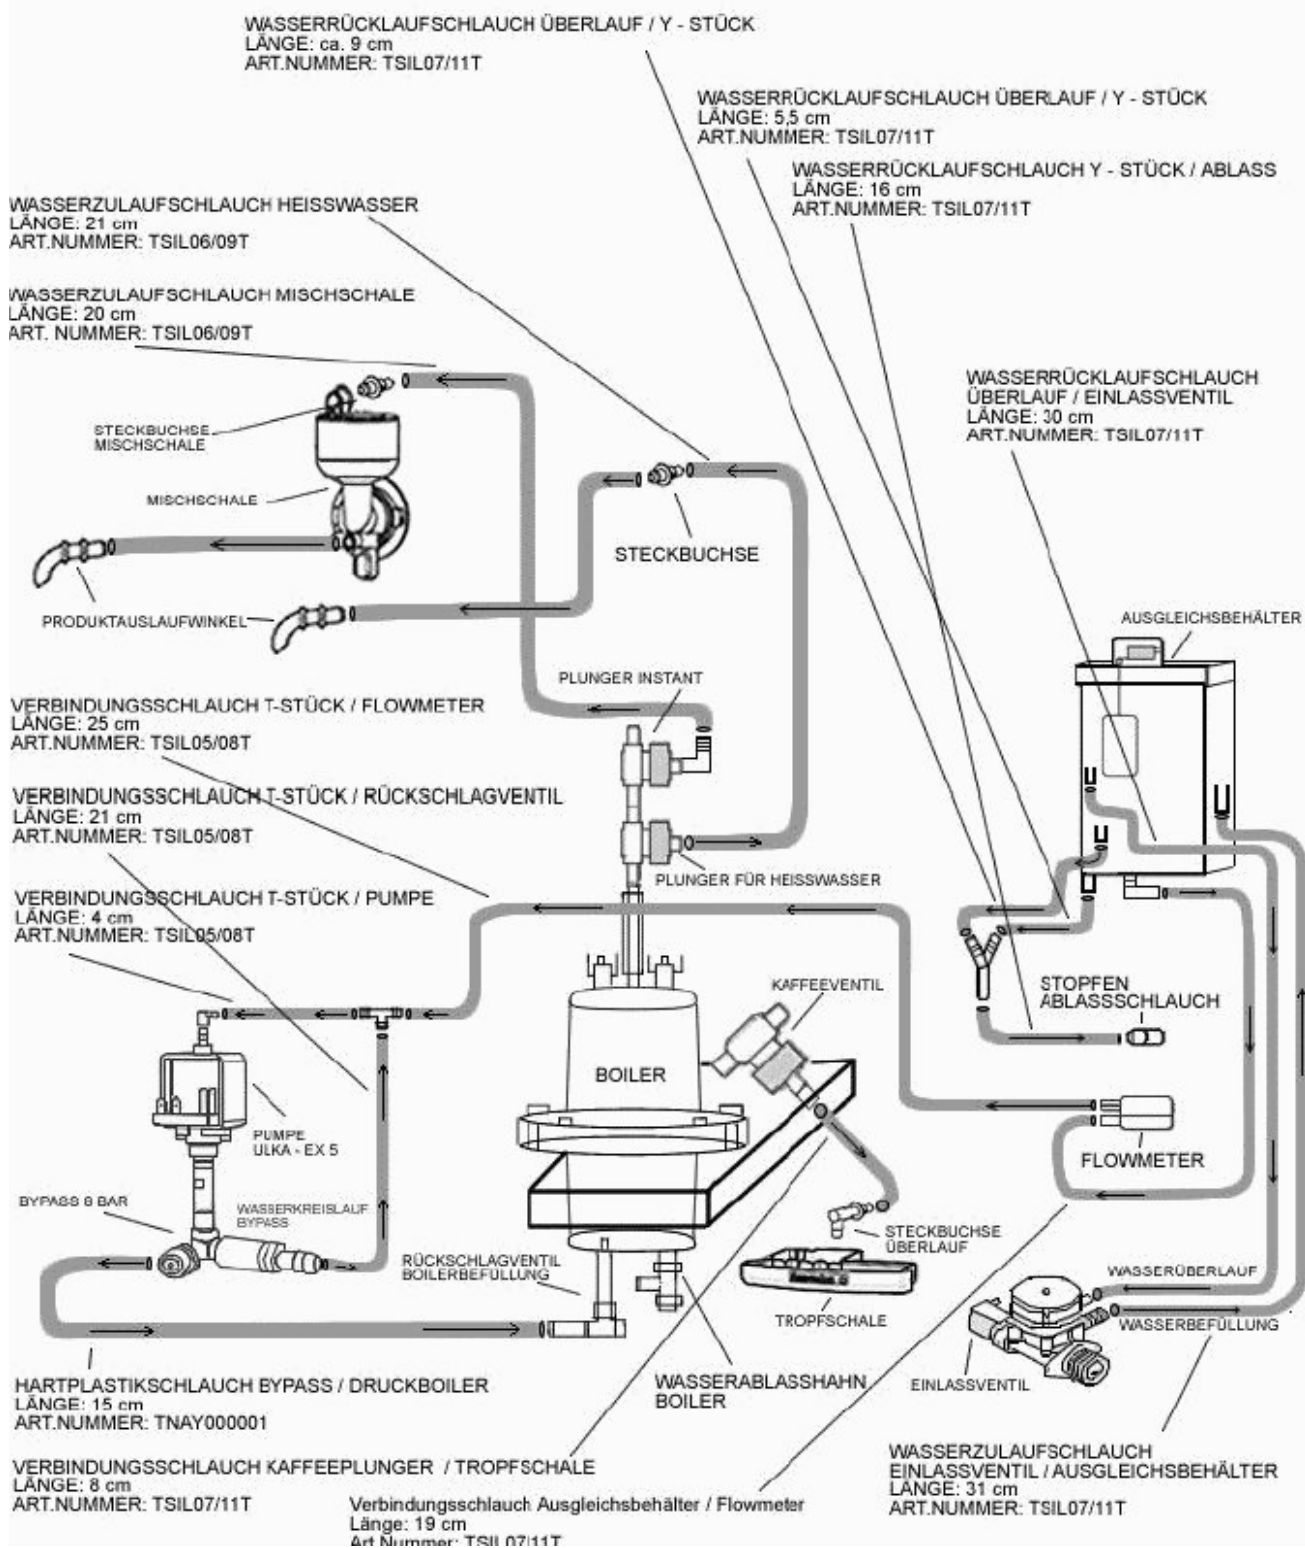 WASSERRÜCKLAUFSCHLAUCH ÜBERLAUF / Y - STÜCK
LÄNGE: ca. 9 cm
ART.NUMMER: TSIL07/11T
WASSERRÜCKLAUFSCHLAUCH ÜBERLAUF / Y - STÜCK
LÄNGE: 5,5 cm
ART.NUMMER: TSIL07/11T
WASSERRÜCKLAUFSCHLAUCH Y - STÜCK / ABLASS
LÄNGE: 16 cm
ART.NUMMER: TSIL07/11T
WASSERZULAUFSCHLAUCH HEISSWASSER
LÄNGE: 21 cm
ART.NUMMER: TSIL06/09T
WASSERZULAUFSCHLAUCH MISCHSCHALE
LÄNGE: 20 cm
ART. NUMMER: TSIL06/09T
WASSERRÜCKLAUFSCHLAUCH
ÜBERLAUF / EINLASSVENTIL
LÄNGE: 30 cm
ART.NUMMER: TSIL07/11T
STECKBUCHSE
MISCHSCHALE
MISCHSCHALE
STECKBUCHSE
PRODUKTAUSLAUFWINKEL
AUSGLEICHSBEHÄLTER
PLUNGER INSTANT
VERBINDUNGSSCHLAUCH T-STÜCK / FLOWMETER
LÄNGE: 25 cm
ART.NUMMER: TSIL05/08T
VERBINDUNGSSCHLAUCH T-STÜCK / RÜCKSCHLAGVENTIL
LÄNGE: 21 cm
ART.NUMMER: TSIL05/08T
PLUNGER FÜR HEISSWASSER
VERBINDUNGSSCHLAUCH T-STÜCK / PUMPE
LÄNGE: 4 cm
ART.NUMMER: TSIL05/08T
KAFFEEVENTIL
STOPFEN
ABLASSSCHLAUCH
BOILER
PUMPE
ULKA - EX 5
FLOWMETER
BYPASS 8 BAR
WASSERKREISLAUF
BYPASS
RÜCKSCHLAGVENTIL
BOILERBEFÜLLUNG
STECKBUCHSE
ÜBERLAUF
WASSERÜBERLAUF
TROPFSCHALE
WASSERBEFÜLLUNG
HARTPLASTIKSCHLAUCH BYPASS / DRUCKBOILER
LÄNGE: 15 cm
ART.NUMMER: TNAY000001
WASSERABLASSHAHN
BOILER
EINLASSVENTIL
VERBINDUNGSSCHLAUCH KAFFEEPLUNGER / TROPFSCHALE
LÄNGE: 8 cm
ART.NUMMER: TSIL07/11T
WASSERZULAUFSCHLAUCH
EINLASSVENTIL / AUSGLEICHSBEHÄLTER
LÄNGE: 31 cm
ART.NUMMER: TSIL07/11T
Verbindungsschlauch Ausgleichsbehälter / Flowmeter
Länge: 19 cm
Art.Nummer: TSIL07/11T